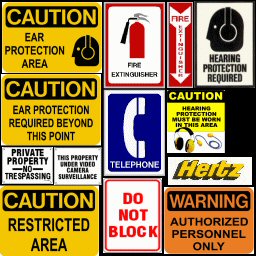 CAUTION
EAR
PROTECTION
AREA
FIRE
EXTINGUISHER
FIRE
EXTINGUISHER
HEARING
PROTECTION
REQUIRED
CAUTION
EAR PROTECTION
REQUIRED BEYOND
THIS POINT
TELEPHONE
CAUTION
HEARING
PROTECTION
MUST BE WORN
IN THIS AREA
PRIVATE
PROPERTY
NO
TRESPASSING
THIS PROPERTY
UNDER VIDEO
CAMERA
SURVEILLANCE
Hertz
CAUTION
RESTRICTED
AREA
DO
NOT
BLOCK
WARNING
AUTHORIZED
PERSONNEL
ONLY